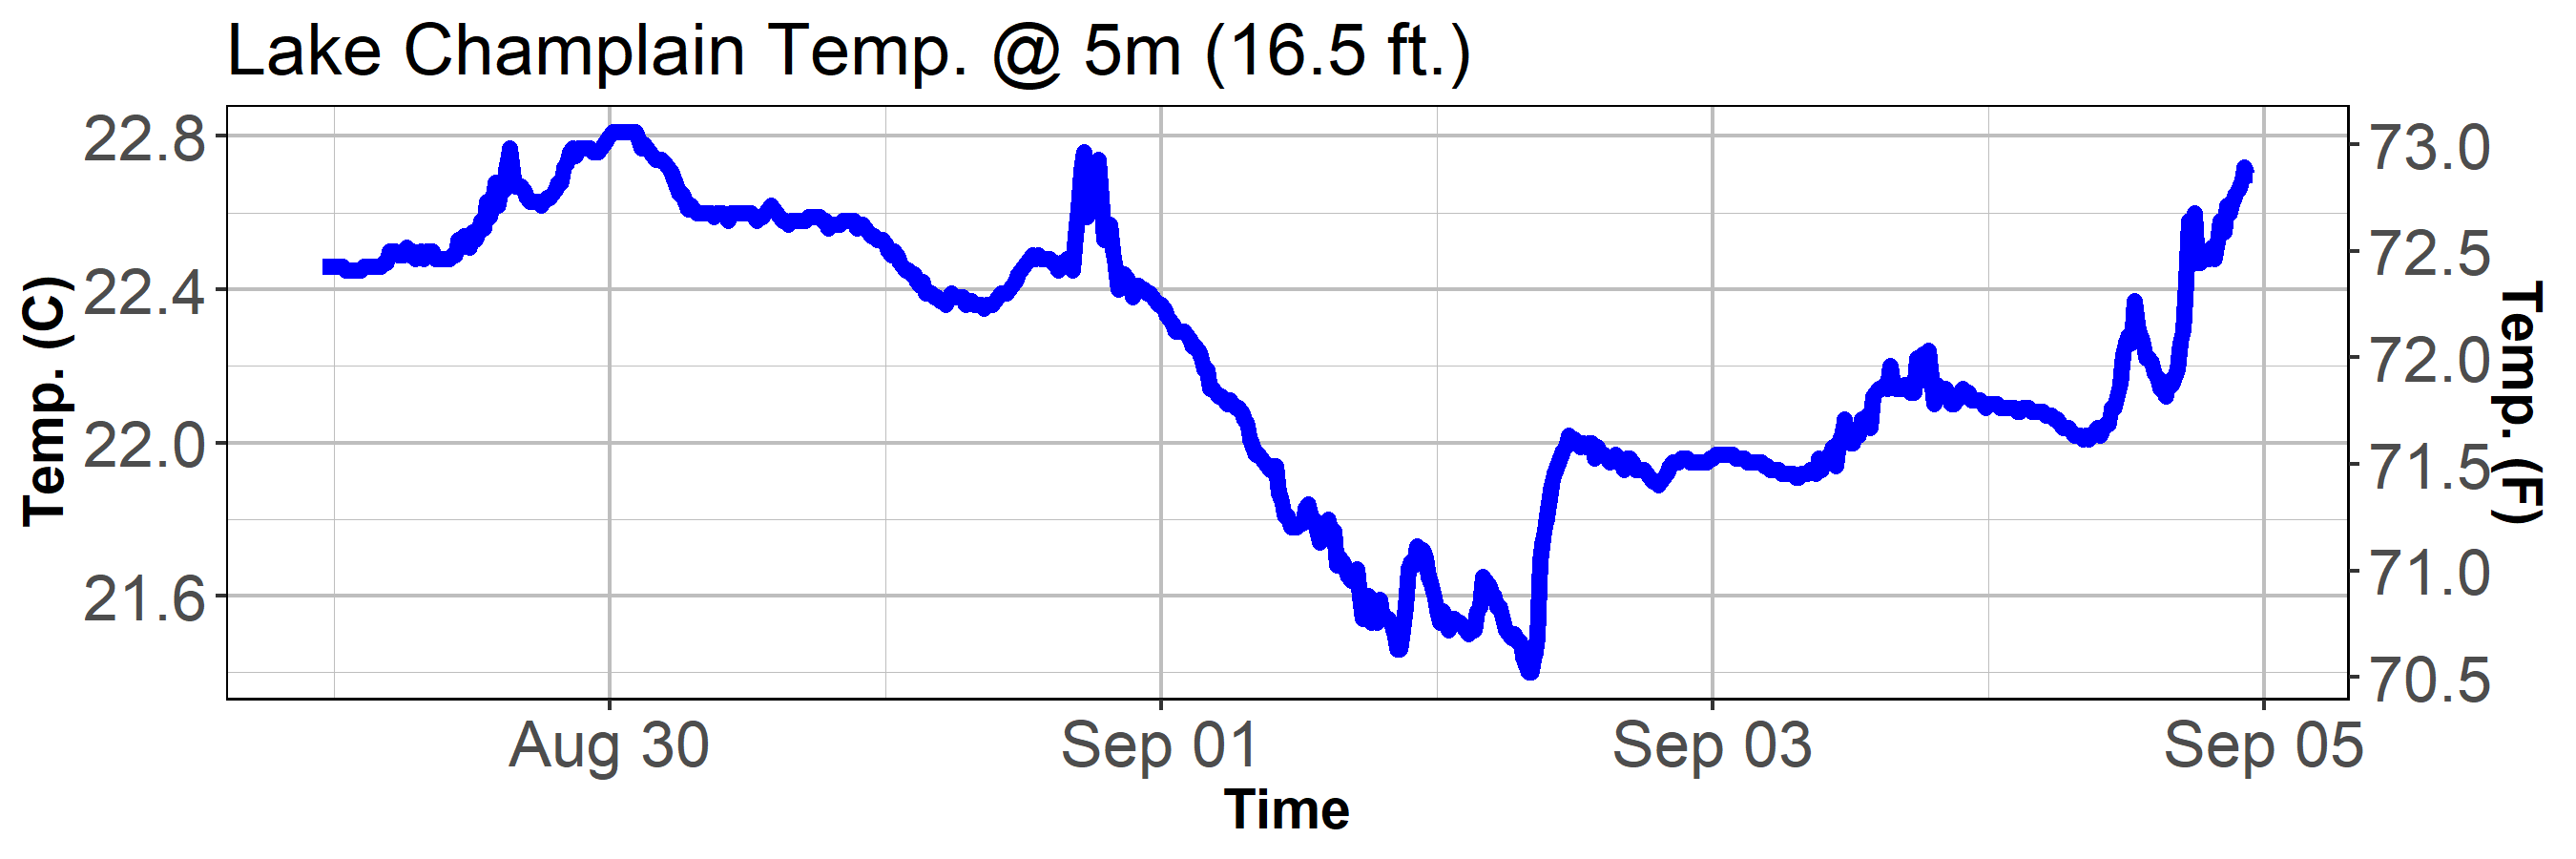 Lake Champlain Temp. @ 5m (16.5 ft.)
Temp. (C)
22.8
22.4
22.0
21.6
73.0
72.5
72.0
71.5
71.0
70.5
Temp. (F)
Aug 30
Sep 01
Sep 03
Sep 05
Time